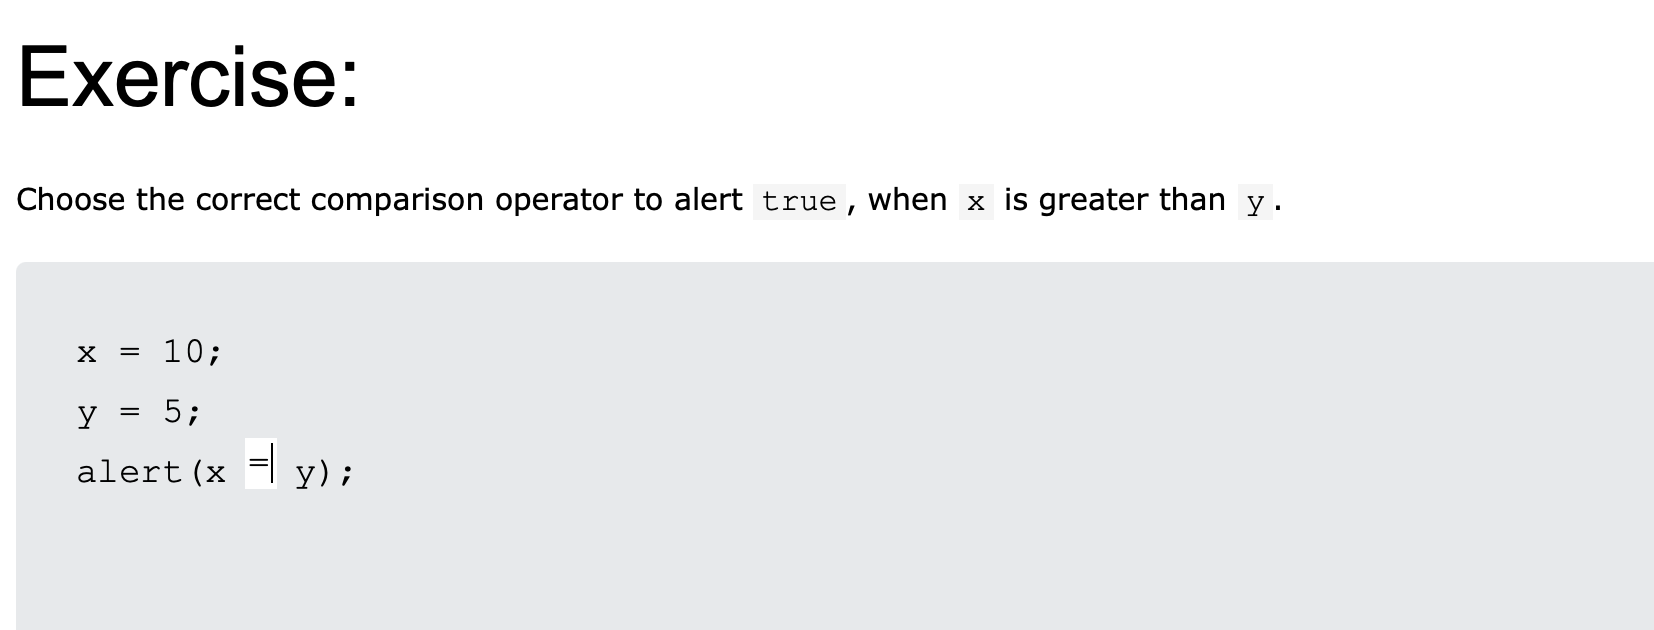 Exercise:
Choose the correct comparison operator to alert true, when x is greater than y.
x = 10;
y = 5;
alert(x = y);